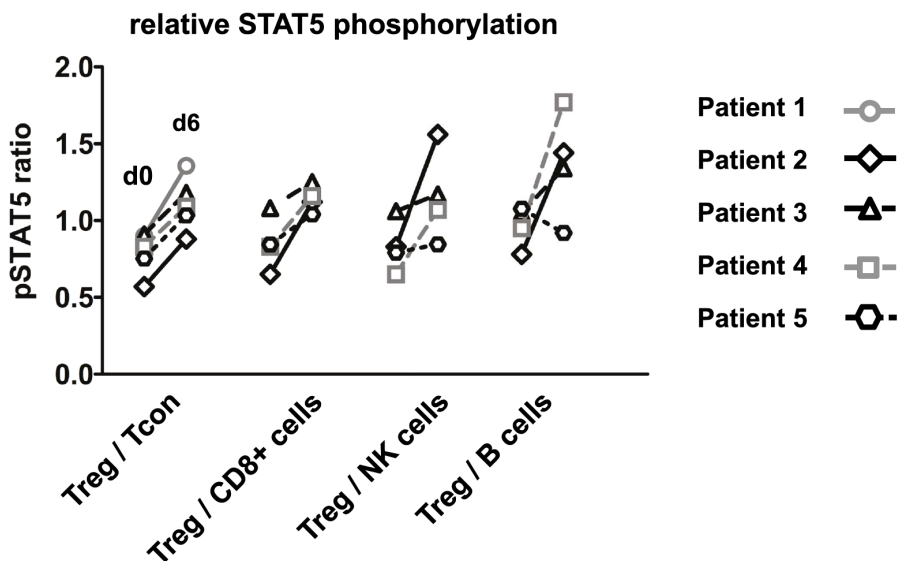 relative STAT5 phosphorylation
pSTAT5 ratio
2.0
1.5
1.0
0.5
0.0
d0
d6
Treg / Tcon
Treg / CD8+ cells
Treg / NK cells
Treg / B cells
Patient 1
Patient 2
Patient 3
Patient 4
Patient 5